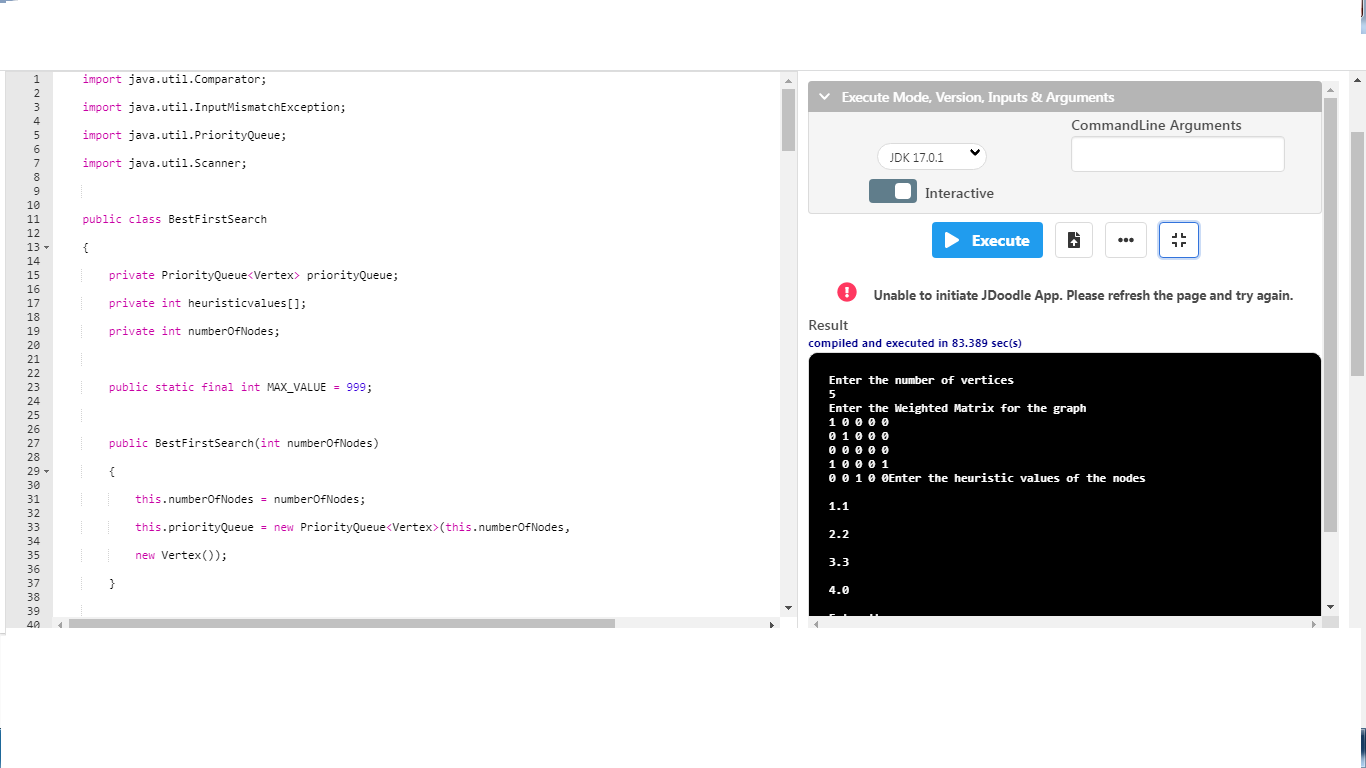 1 import java.util.Comparator;
2
3 import java.util.InputMismatchException;
4
5 import java.util.PriorityQueue;
6
7 import java.util.Scanner;
8
9
10
11 public class BestFirstSearch
12
13 {
14
15 private PriorityQueue<Vertex> priorityQueue;
16
17 private int heuristicvalues[];
18
19 private int numberOfNodes;
20
21
22
23 public static final int MAX_VALUE = 999;
24
25
26
27 public BestFirstSearch(int numberOfNodes)
28
29 {
30
31 this.numberOfNodes = numberOfNodes;
32
33 this.priorityQueue = new PriorityQueue<Vertex>(this.numberOfNodes,
34
35 new Vertex());
36
37 }
38
39
40
Execute Mode, Version, Inputs & Arguments
CommandLine Arguments
JDK 17.0.1
Interactive
Execute
Unable to initiate JDoodle App. Please refresh the page and try again.
Result
compiled and executed in 83.389 sec(s)
Enter the number of vertices
5
Enter the Weighted Matrix for the graph
1 0 0 0 0
0 1 0 0 0
0 0 0 0 0
1 0 0 0 1
0 0 1 0 0Enter the heuristic values of the nodes
1.1
2.2
3.3
4.0